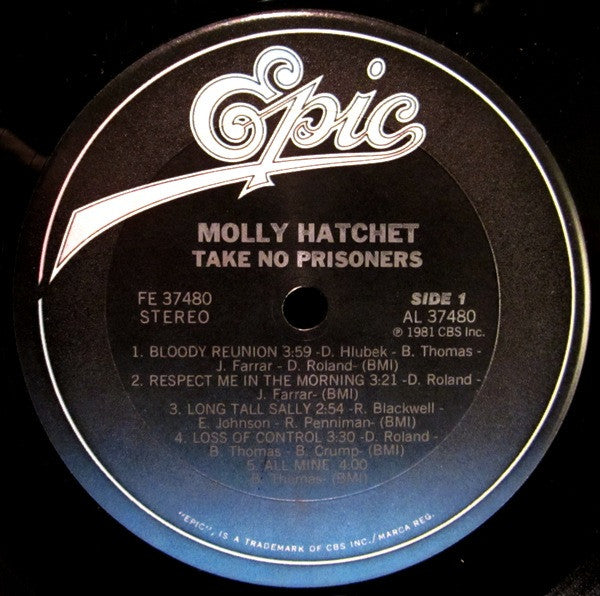 Epic
MOLLY HATCHET
TAKE NO PRISONERS
FE 37480
STEREO
SIDE 1
AL 37480
℗ 1981 CBS Inc.
1. BLOODY REUNION 3:59 -D. Hlubek - B. Thomas -
J. Farrar - D. Roland- (BMI)
2. RESPECT ME IN THE MORNING 3:21 -D. Roland -
J. Farrar- (BMI)
3. LONG TALL SALLY 2:54 -R. Blackwell -
E. Johnson - R. Penniman- (BMI)
4. LOSS OF CONTROL 3:30 -D. Roland -
B. Thomas - B. Crump- (BMI)
5. ALL MINE 4:00
B. Thomas- (BMI)
"EPIC", IS A TRADEMARK OF CBS INC./MARCA REG.